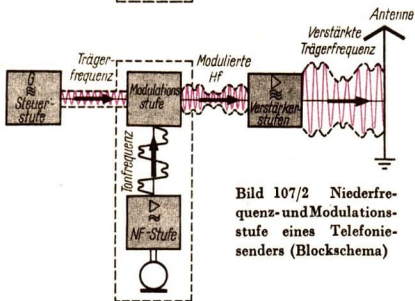 Antenne
Träger-
frequenz
Modulierte
Hf
Verstärkte
Trägerfrequenz
G
Steuer-
stufe
Modulations
stufe
Verstärker-
stufen
Tonfrequenz
NF-Stufe
Bild 107/2 Niederfre-
quenz- und Modulations-
stufe eines Telefonie-
senders (Blockschema)